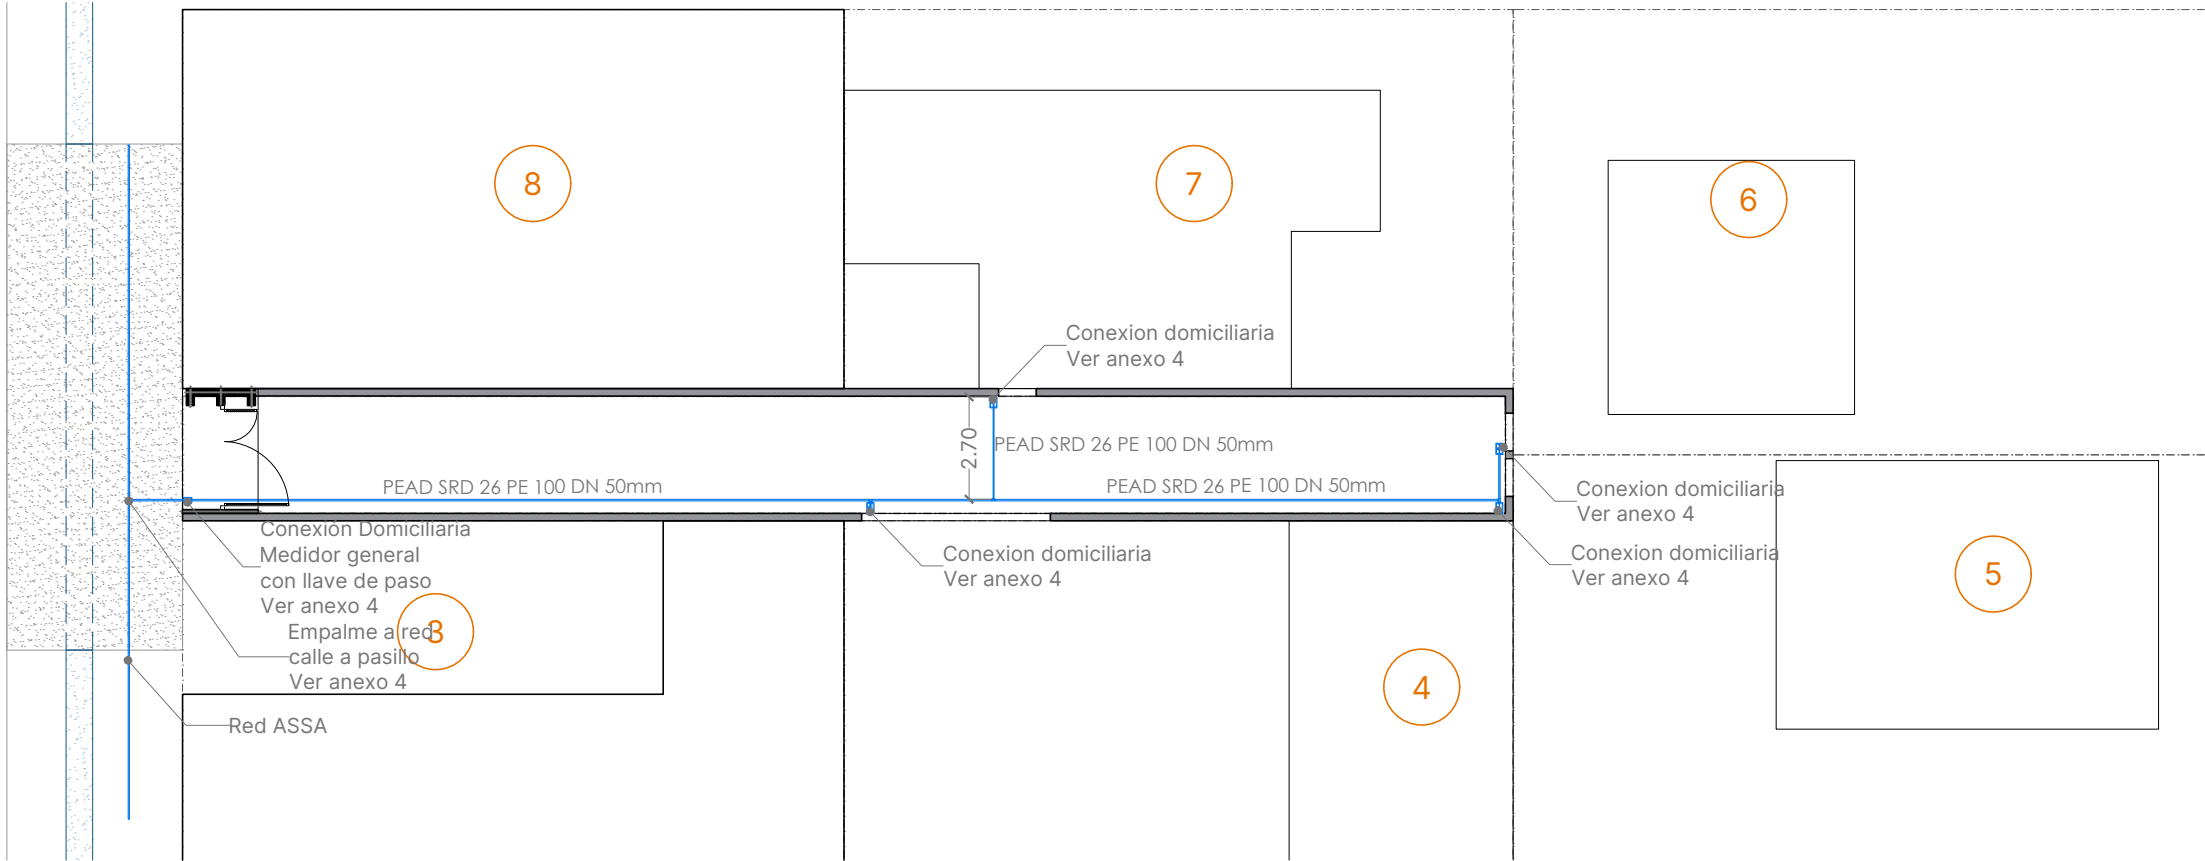 8
7
6
Conexion domiciliaria
Ver anexo 4
2.70
PEAD SRD 26 PE 100 DN 50mm
PEAD SRD 26 PE 100 DN 50mm
PEAD SRD 26 PE 100 DN 50mm
Conexion domiciliaria
Ver anexo 4
Conexión Domiciliaria
Medidor general
con llave de paso
Ver anexo 4
Conexion domiciliaria
Ver anexo 4
Conexion domiciliaria
Ver anexo 4
5
3
Empalme a red
calle a pasillo
Ver anexo 4
4
Red ASSA